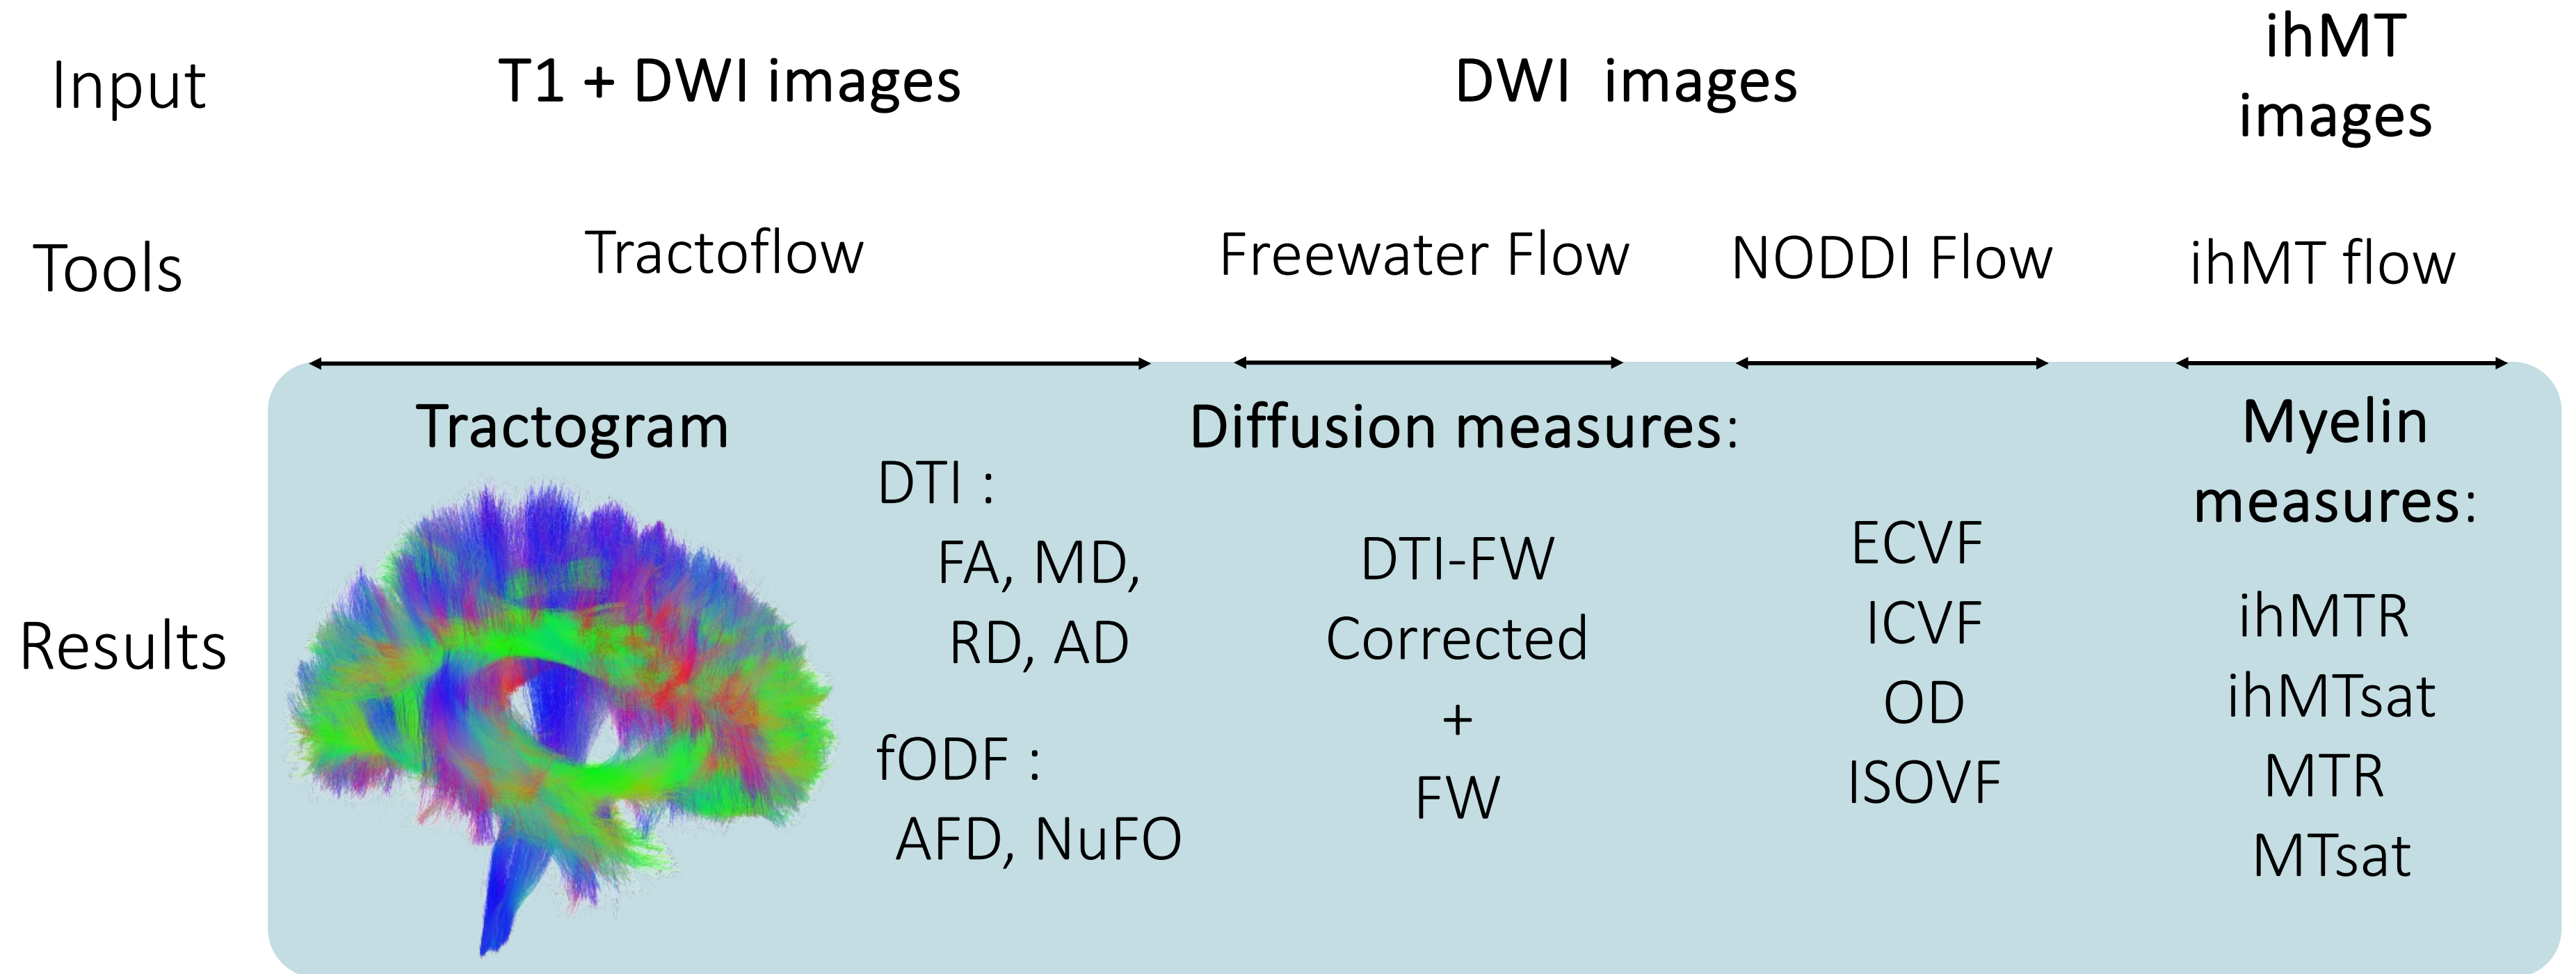 Input
T1 + DWI images
DWI  images
ihMT
images
Tools
Tractoflow
Freewater Flow
NODDI Flow
ihMT flow
Results
Tractogram
Diffusion measures:
DTI :
FA, MD,
RD, AD
fODF :
AFD, NuFO
DTI-FW
Corrected
+
FW
ECVF
ICVF
OD
ISOVF
Myelin
measures:
ihMTR
ihMTsat
MTR
MTsat